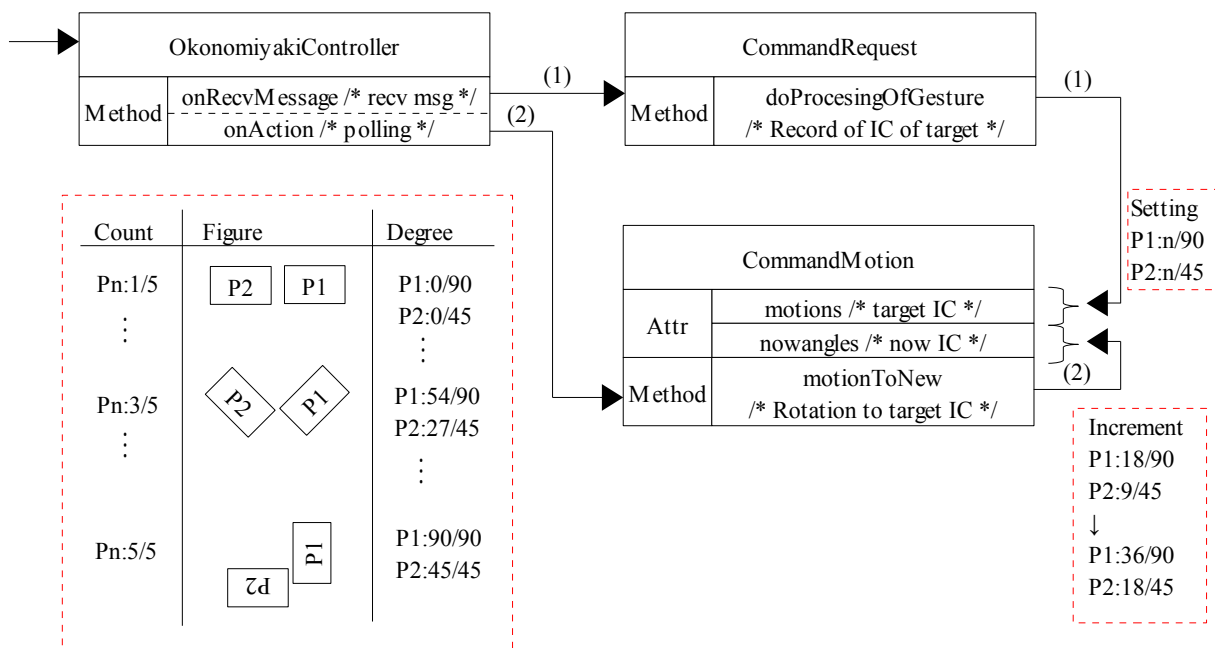 OkonomiyakiController
Method
onRecvMessage /* recv msg */
onAction /* polling */
(1)
(2)
CommandRequest
Method
doProcesingOfGesture
/* Record of IC of target */
(1)
Setting
P1:n/90
P2:n/45
CommandMotion
Attr
motions /* target IC */
nowangles /* now IC */
Method
motionToNew
/* Rotation to target IC */
(2)
Increment
P1:18/90
P2:9/45
↓
P1:36/90
P2:18/45
Count Figure Degree
Pn:1/5 P2 P1 P1:0/90
P2:0/45
⋮ ⋮
Pn:3/5 P2 P1 P1:54/90
P2:27/45
⋮ ⋮
Pn:5/5 P1 P1:90/90
P2 P2:45/45